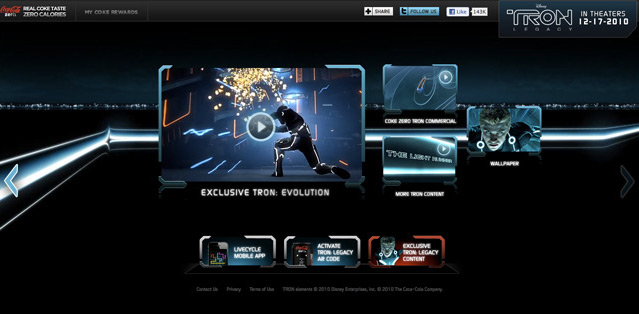 Coca-Cola
zero
REAL COKE TASTE
ZERO CALORIES
MY COKE REWARDS
SHARE
FOLLOW US
Like
143K
Disney
TRON
LEGACY
IN THEATERS
12-17-2010
COKE ZERO TRON COMMERCIAL
THE LIGHT RUNNER
MORE TRON CONTENT
WALLPAPER
EXCLUSIVE TRON: EVOLUTION
LIVECYCLE
MOBILE APP
ACTIVATE
TRON: LEGACY
AR CODE
EXCLUSIVE
TRON: LEGACY
CONTENT
Contact Us Privacy Terms of Use TRON elements © 2010 Disney Enterprises, Inc. © 2010 The Coca-Cola Company.